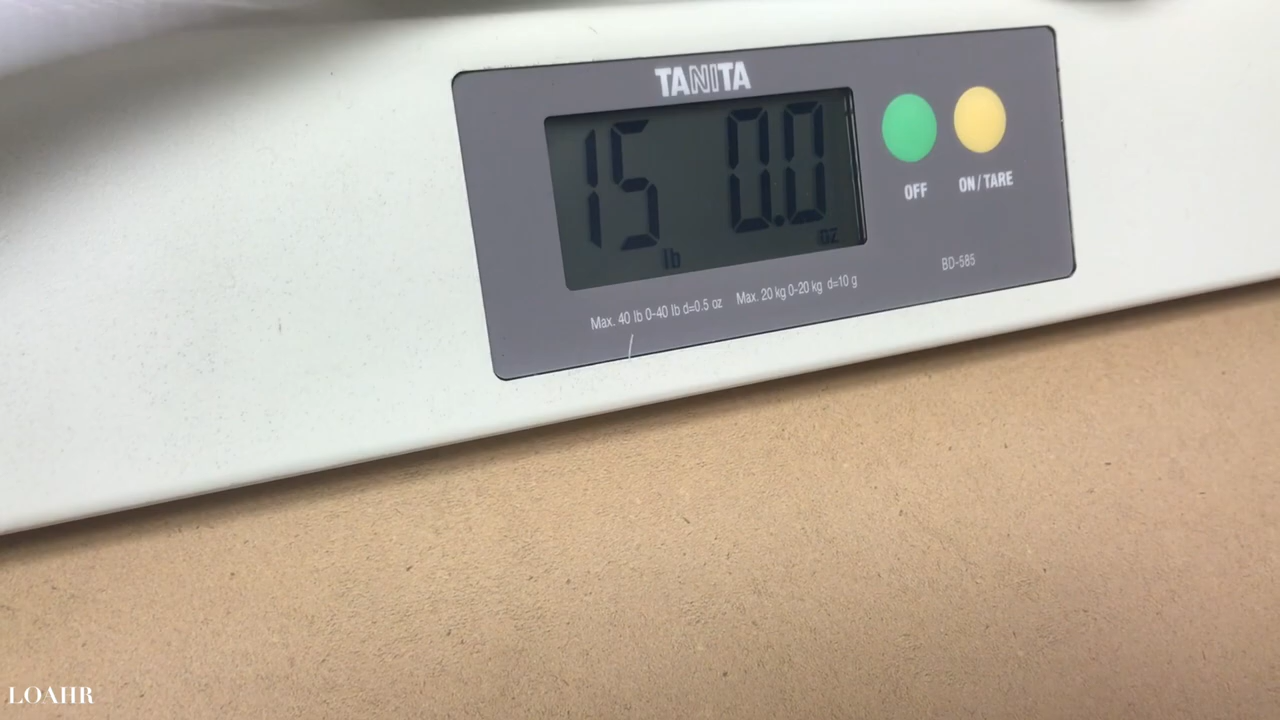 TANITA
15 lb 0.0 oz
OFF
ON/TARE
BD-585
Max. 40 lb 0-40 lb d=0.5 oz Max. 20 kg 0-20 kg d=10 g
LOAHR